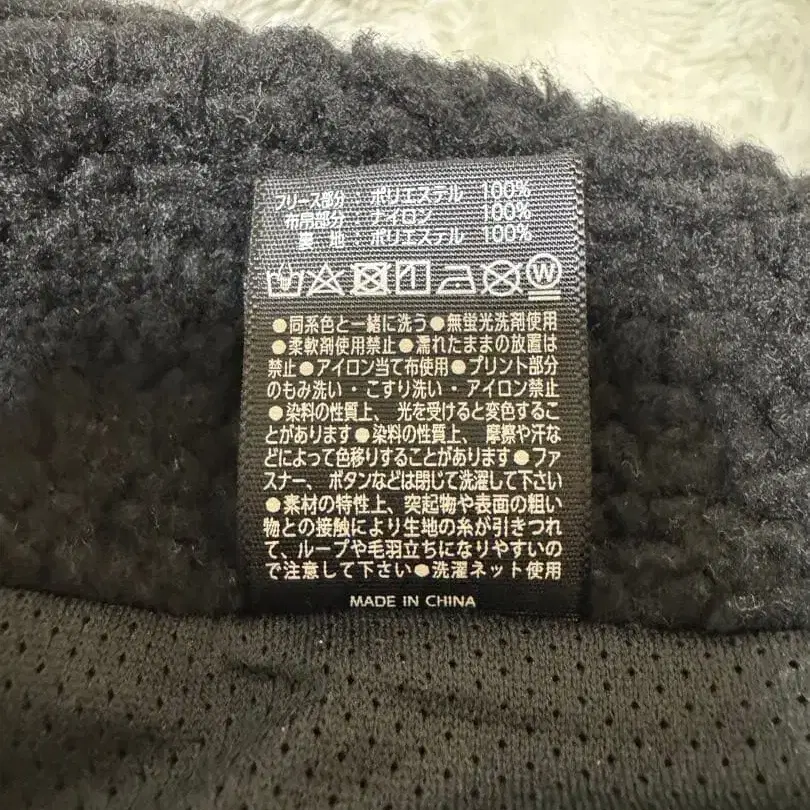 フリース部分：ポリエステル 100%
布帛部分：ナイロン 100%
裏 地：ポリエステル 100%
W
●同系色と一緒に洗う●無蛍光洗剤使用
●柔軟剤使用禁止●濡れたままの放置は
禁止●アイロン当て布使用●プリント部分
のもみ洗い・こすり洗い・アイロン禁止
●染料の性質上、光を受けると変色するこ
とがあります●染料の性質上、摩擦や汗な
どによって色移りすることがあります●ファ
スナー、ボタンなどは閉じて洗濯して下さい
●素材の特性上、突起物や表面の粗い
物との接触により生地の糸が引きつれ
て、ループや毛羽立ちになりやすいの
で注意して下さい●洗濯ネット使用
MADE IN CHINA